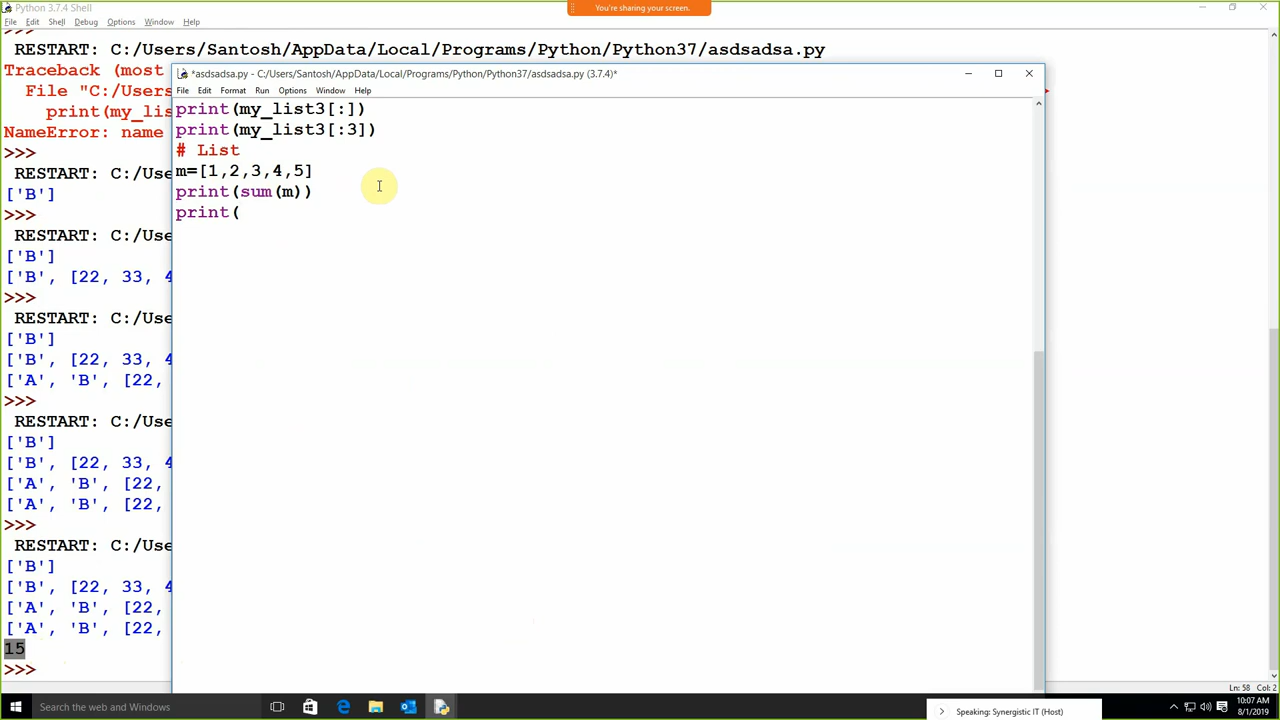 Python 3.7.4 Shell
You're sharing your screen.
File Edit Shell Debug Options Window Help
>>>
RESTART: C:/Users/Santosh/AppData/Local/Programs/Python/Python37/asdsadsa.py
Traceback (most
File "C:/Users
print(my_lis
NameError: name
>>>
RESTART: C:/Use
['B']
>>>
RESTART: C:/Use
['B']
['B', [22, 33, 4
>>>
RESTART: C:/Use
['B']
['B', [22, 33, 4
['A', 'B', [22,
>>>
RESTART: C:/Use
['B']
['B', [22, 33, 4
['A', 'B', [22,
['A', 'B', [22,
>>>
RESTART: C:/Use
['B']
['B', [22, 33, 4
['A', 'B', [22,
['A', 'B', [22,
15
>>>
*asdsadsa.py - C:/Users/Santosh/AppData/Local/Programs/Python/Python37/asdsadsa.py (3.7.4)*
File Edit Format Run Options Window Help
print(my_list3[:])
print(my_list3[:3])
# List
m=[1,2,3,4,5]
print(sum(m))
print(
Ln: 58 Col: 2
Search the web and Windows
Speaking: Synergistic IT (Host)
10:07 AM
8/1/2019